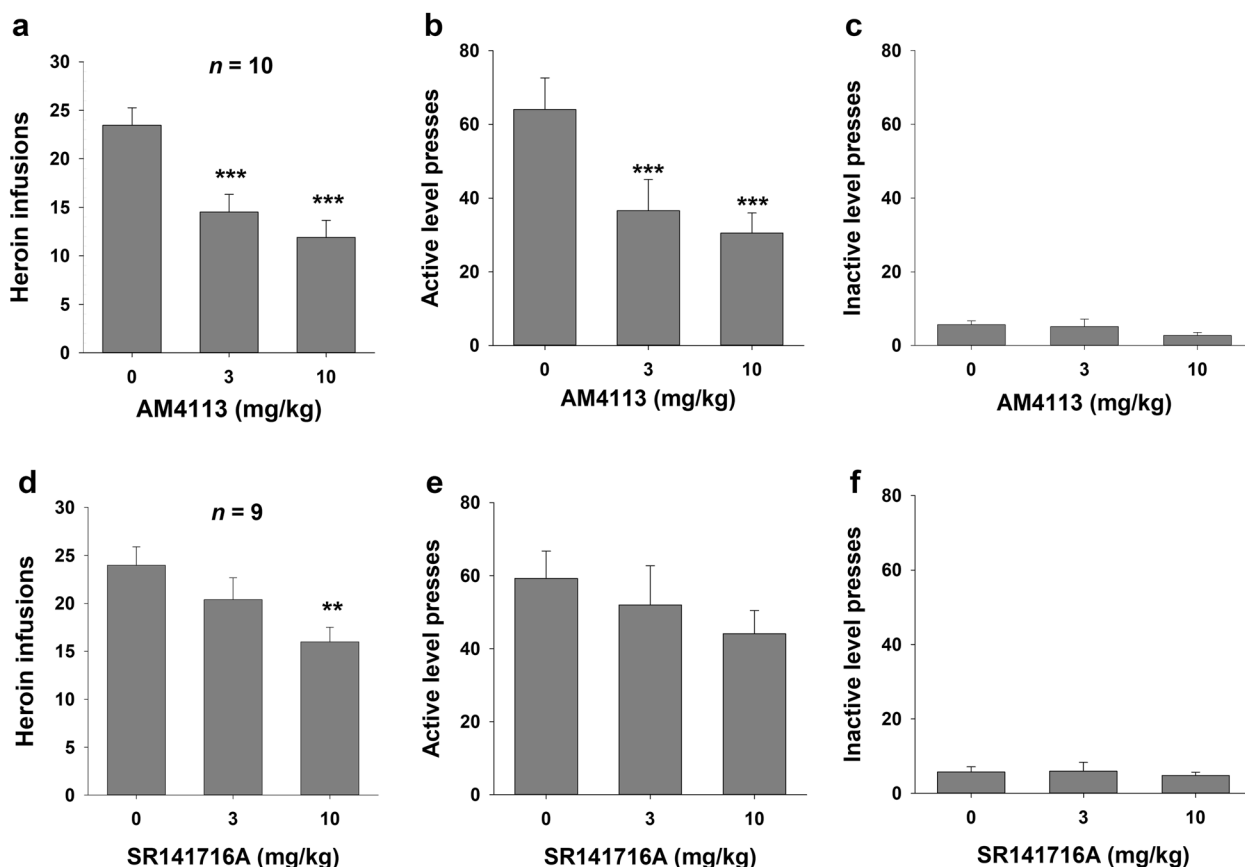 a
Heroin infusions
30
25
20
15
10
5
0
n = 10
***
***
0 3 10
AM4113 (mg/kg)
b
Active level presses
80
60
40
20
0
***
***
0 3 10
AM4113 (mg/kg)
c
Inactive level presses
80
60
40
20
0
0 3 10
AM4113 (mg/kg)
d
Heroin infusions
30
25
20
15
10
5
0
n = 9
**
0 3 10
SR141716A (mg/kg)
e
Active level presses
80
60
40
20
0
0 3 10
SR141716A (mg/kg)
f
Inactive level presses
80
60
40
20
0
0 3 10
SR141716A (mg/kg)